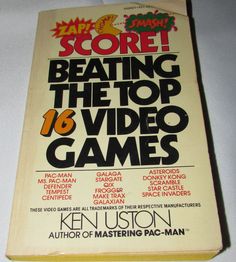 ZAP!
SMASH!
SCORE!
BEATING
THE TOP
16 VIDEO
GAMES
PAC-MAN
MS. PAC-MAN
DEFENDER
TEMPEST
CENTIPEDE
GALAGA
STARGATE
QIX
FROGGER
MAKE TRAX
GALAXIAN
ASTEROIDS
DONKEY KONG
SCRAMBLE
STAR CASTLE
SPACE INVADERS
THESE VIDEO GAMES ARE ALL TRADEMARKS OF THEIR RESPECTIVE MANUFACTURERS
KEN USTON
AUTHOR OF MASTERING PAC-MAN